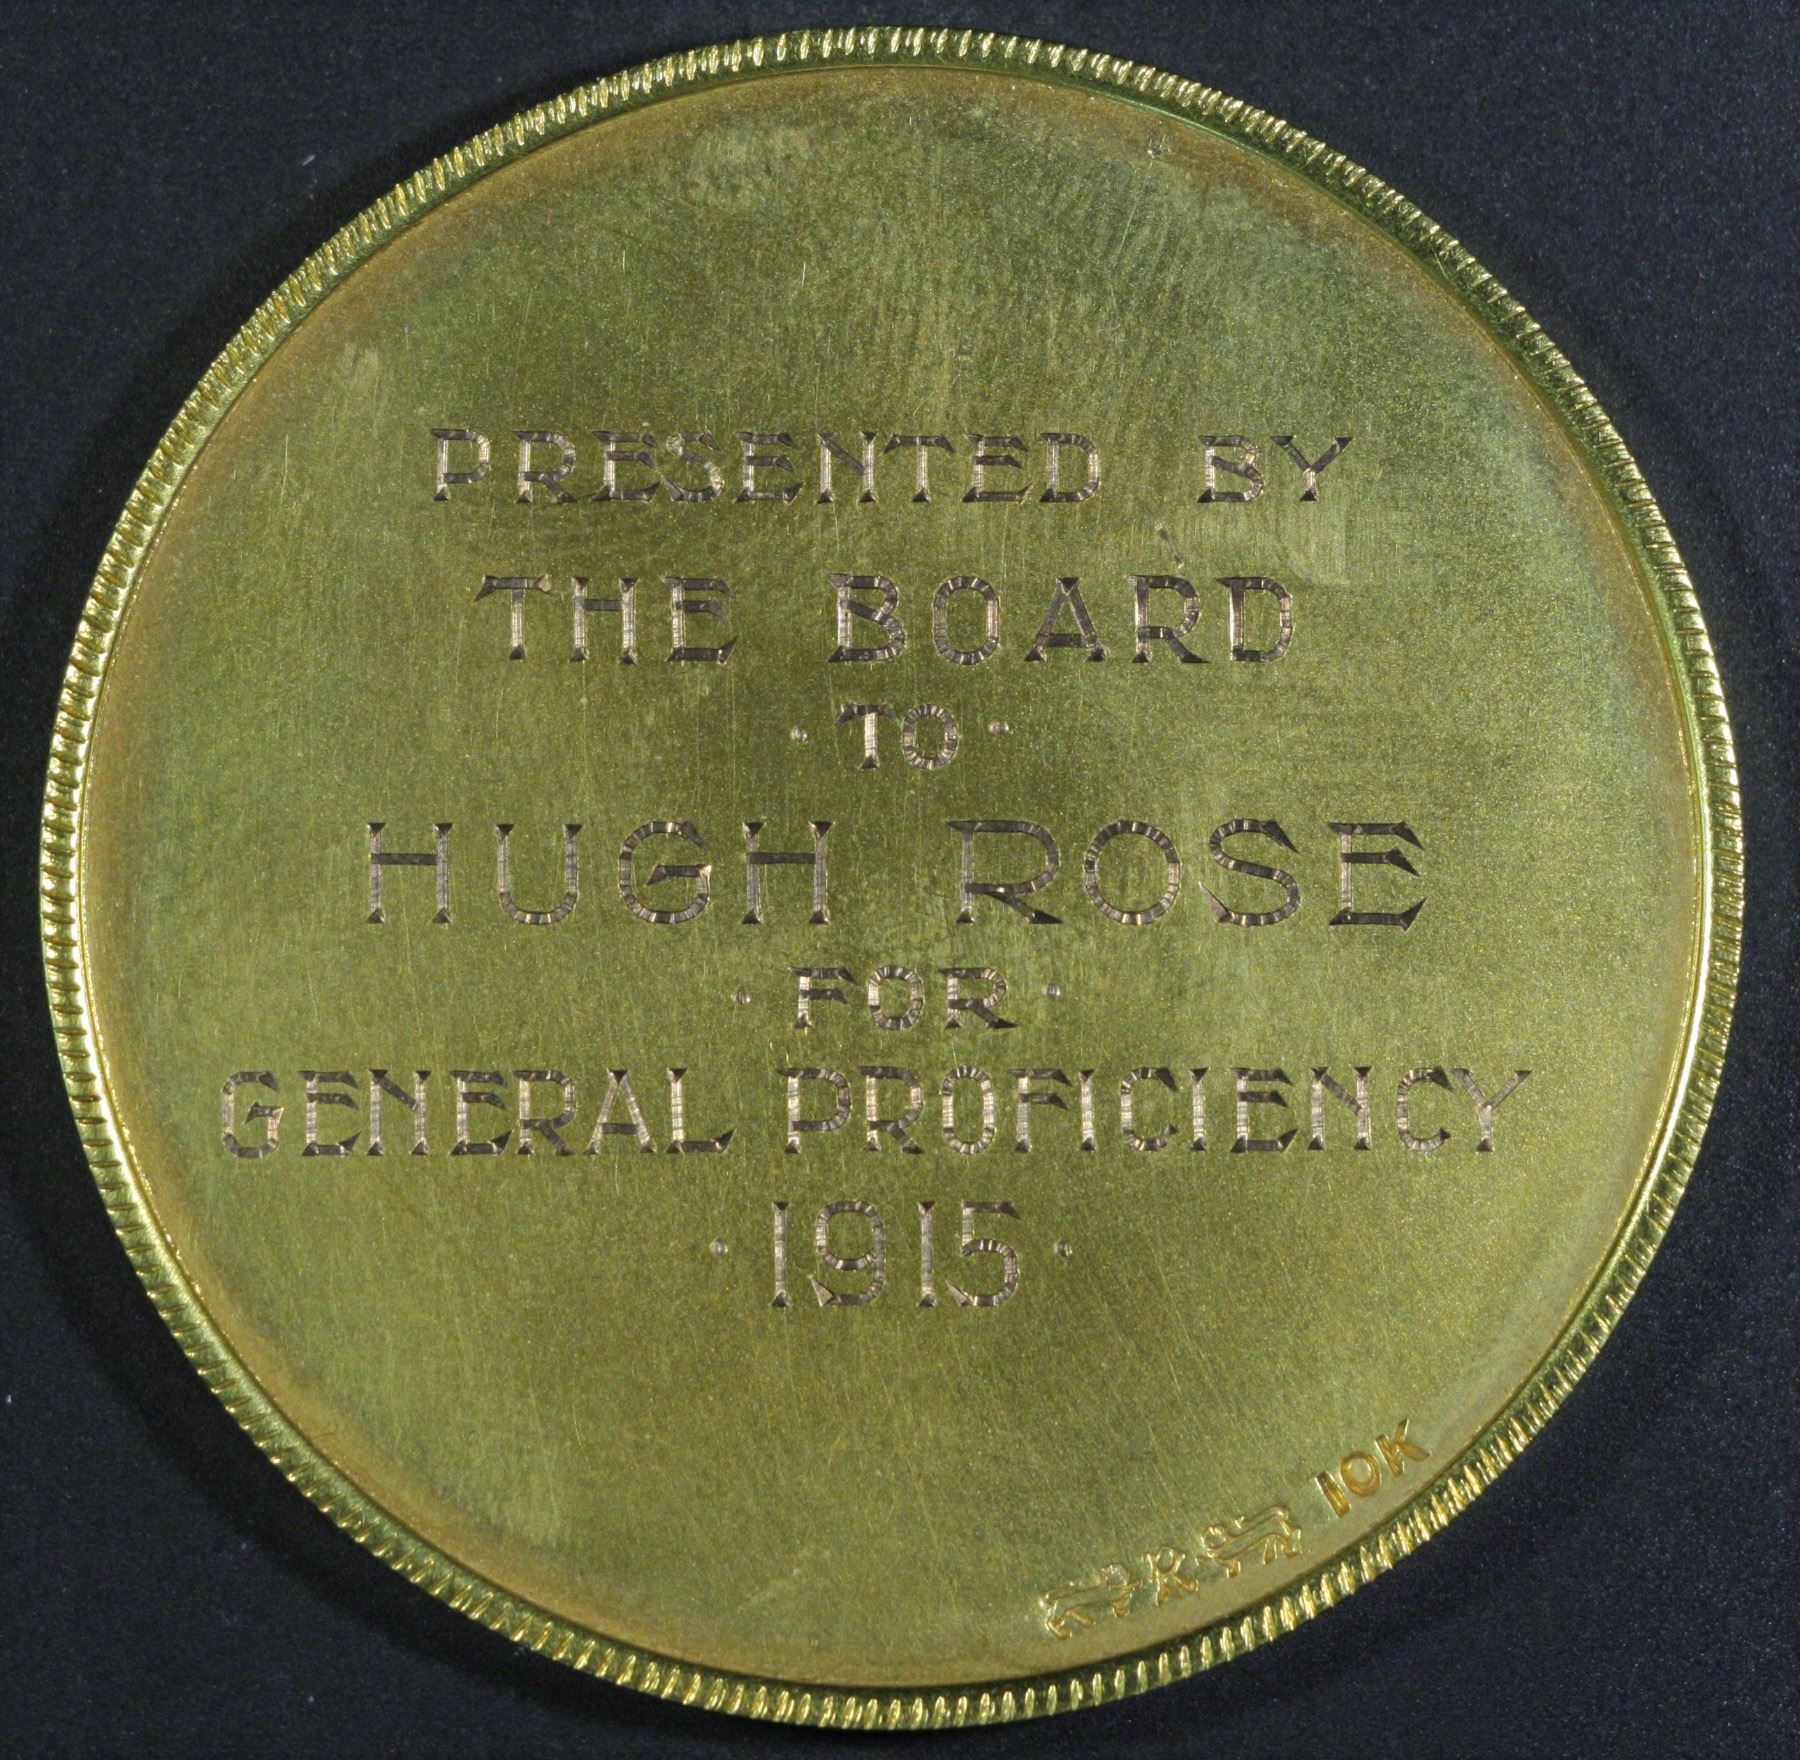 PRESENTED BY
THE BOARD
· TO ·
HUGH ROSE
· FOR ·
GENERAL PROFICIENCY
· 1915 ·
10K